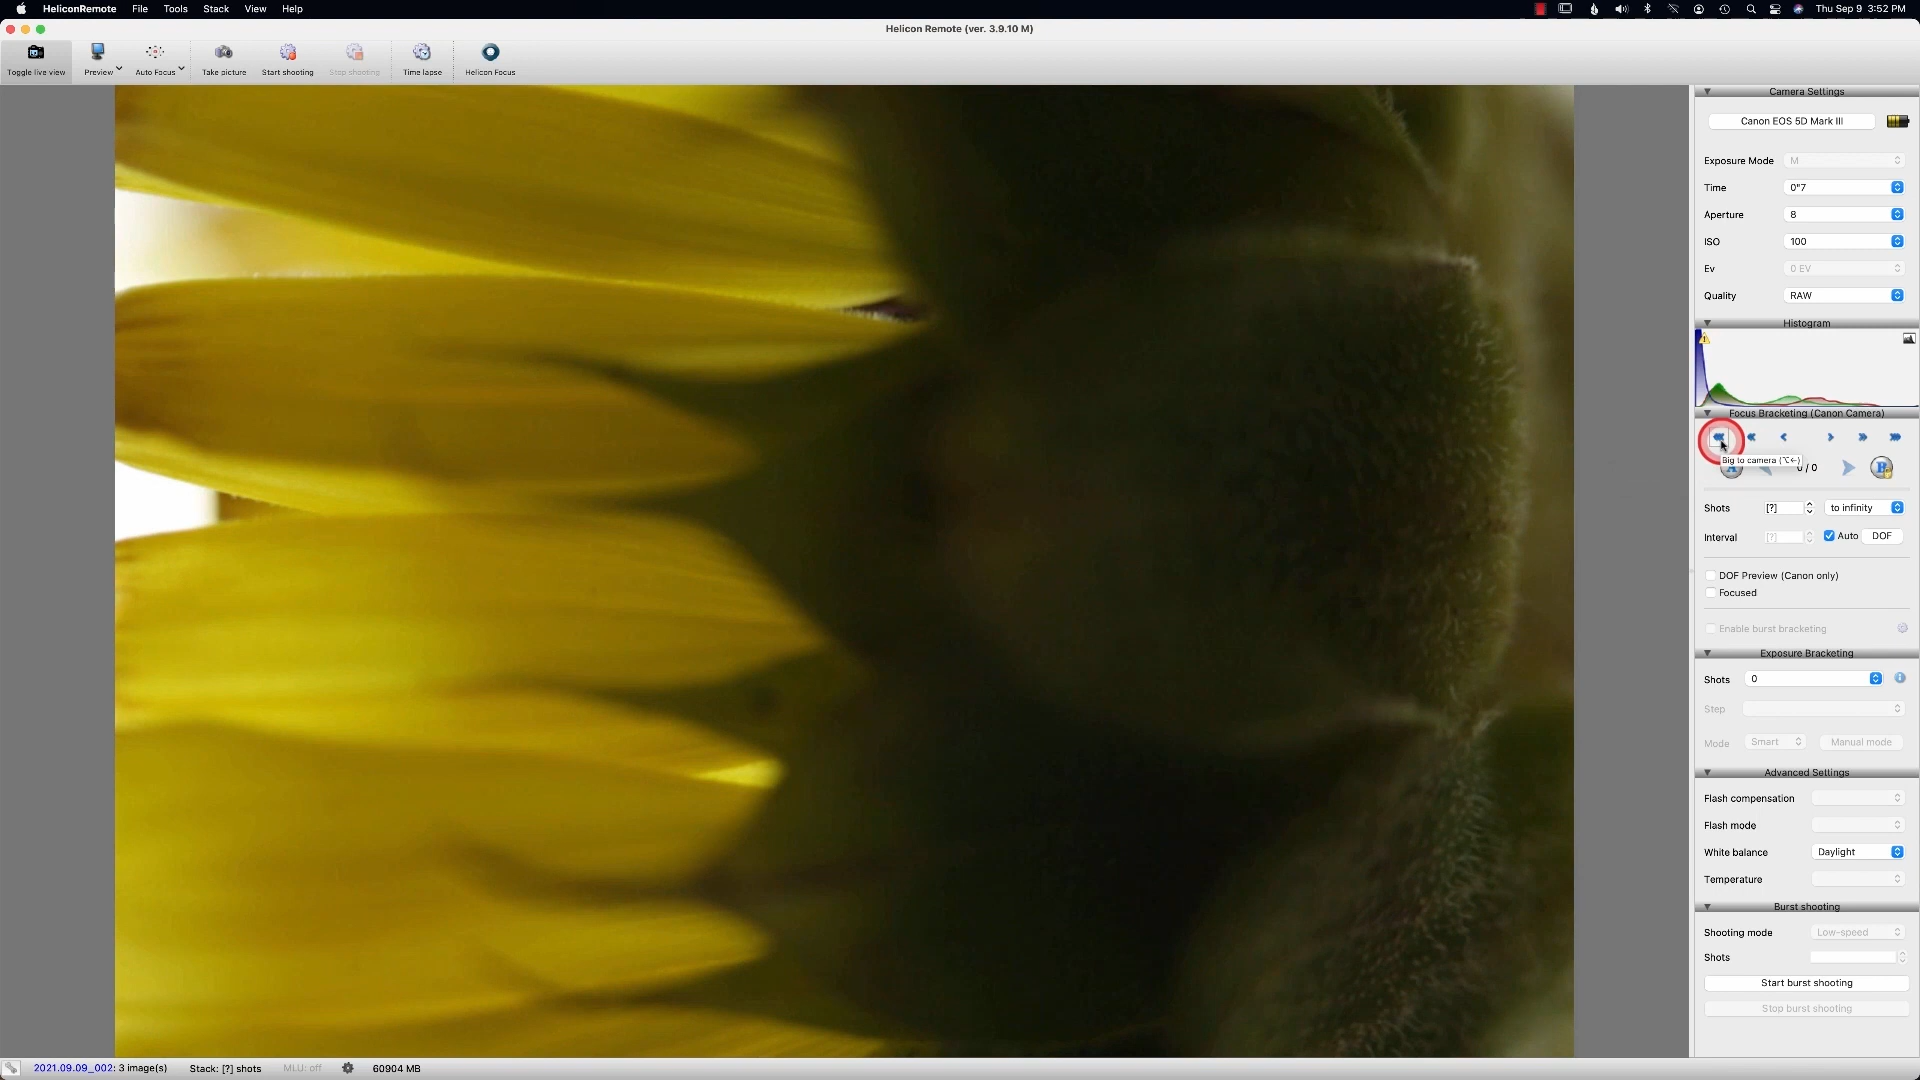 HeliconRemote File Tools Stack View Help Thu Sep 9 3:52 PM
Helicon Remote (ver. 3.9.10 M)
Toggle live view Preview Auto Focus Take picture Start shooting Stop shooting Time lapse Helicon Focus
Camera Settings
Canon EOS 5D Mark III
Exposure Mode M
Time 0"7
Aperture 8
ISO 100
Ev 0 EV
Quality RAW
Histogram
Focus Bracketing (Canon Camera)
Big to camera (⌥←)
A 0 / 0 B
Shots [?] to infinity
Interval [?] Auto DOF
DOF Preview (Canon only)
Focused
Enable burst bracketing
Exposure Bracketing
Shots 0
Step
Mode Smart Manual mode
Advanced Settings
Flash compensation
Flash mode
White balance Daylight
Temperature
Burst shooting
Shooting mode Low-speed
Shots
Start burst shooting
Stop burst shooting
2021.09.09_002: 3 image(s) Stack: [?] shots MLU: off 60904 MB